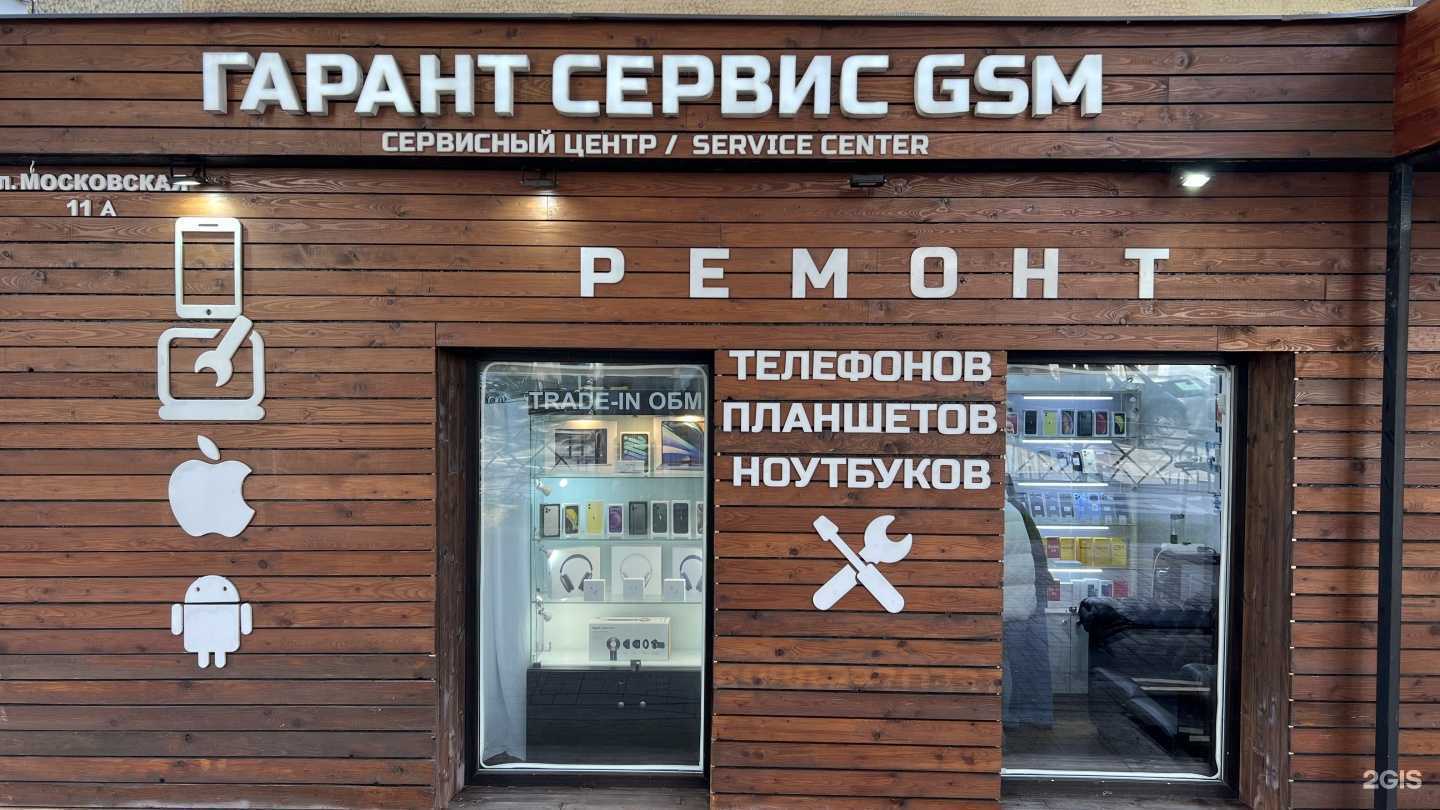 ГАРАНТ СЕРВИС GSM
СЕРВИСНЫЙ ЦЕНТР / SERVICE CENTER
л. МОСКОВСКАЯ
11 А
РЕМОНТ
ТЕЛЕФОНОВ
ПЛАНШЕТОВ
НОУТБУКОВ
TRADE-IN ОБМ
2GIS